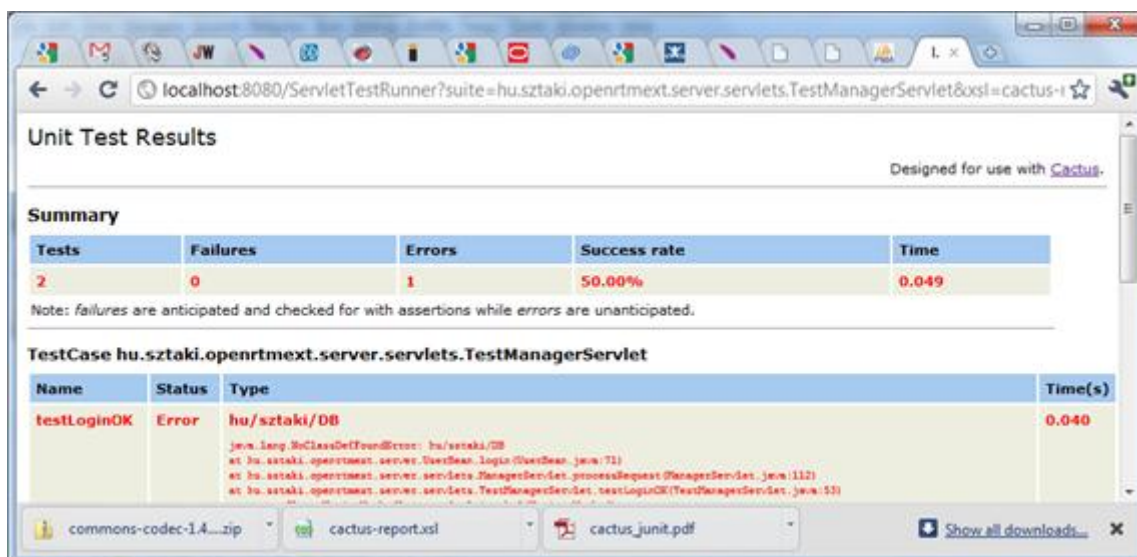 JW
L
localhost:8080/ServletTestRunner?suite=hu.sztaki.openrtmext.server.servlets.TestManagerServlet&xsl=cactus-
Unit Test Results
Designed for use with Cactus.
Summary
Tests Failures Errors Success rate Time
2 0 1 50.00% 0.049
Note: failures are anticipated and checked for with assertions while errors are unanticipated.
TestCase hu.sztaki.openrtmext.server.servlets.TestManagerServlet
Name Status Type Time(s)
testLoginOK Error hu/sztaki/DB 0.040
java.lang.NoClassDefFoundError: hu/sztaki/DB
at hu.sztaki.openrtmext.server.UserBean.login(UserBean.java:71)
at hu.sztaki.openrtmext.server.servlets.ManagerServlet.processRequest(ManagerServlet.java:112)
at hu.sztaki.openrtmext.server.servlets.TestManagerServlet.testLoginOK(TestManagerServlet.java:53)
commons-codec-1.4....zip cactus-report.xsl cactus_junit.pdf Show all downloads...